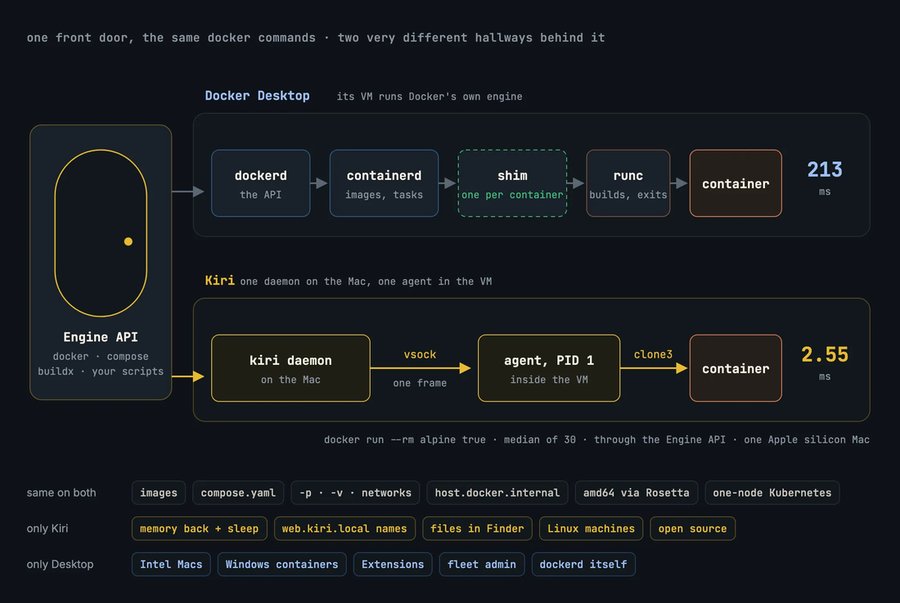 one front door, the same docker commands · two very different hallways behind it
Docker Desktop its VM runs Docker's own engine
dockerd
the API
containerd
images, tasks
shim
one per container
runc
builds, exits
container
213
ms
Engine API
docker · compose
buildx · your scripts
Kiri one daemon on the Mac, one agent in the VM
kiri daemon
on the Mac
vsock
one frame
agent, PID 1
inside the VM
clone3
container
2.55
ms
docker run --rm alpine true · median of 30 · through the Engine API · one Apple silicon Mac
same on both images compose.yaml -p · -v · networks host.docker.internal amd64 via Rosetta one-node Kubernetes
only Kiri memory back + sleep web.kiri.local names files in Finder Linux machines open source
only Desktop Intel Macs Windows containers Extensions fleet admin dockerd itself